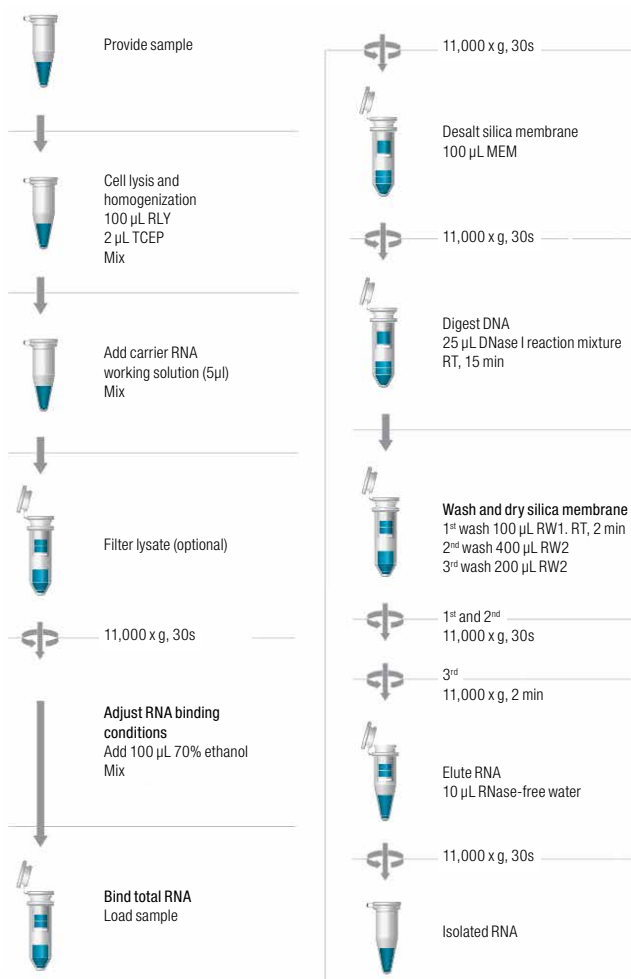 Provide sample
Cell lysis and
homogenization
100 µL RLY
2 µL TCEP
Mix
Add carrier RNA
working solution (5µl)
Mix
Filter lysate (optional)
11,000 x g, 30s
Adjust RNA binding
conditions
Add 100 µL 70% ethanol
Mix
Bind total RNA
Load sample
11,000 x g, 30s
Desalt silica membrane
100 µL MEM
11,000 x g, 30s
Digest DNA
25 µL DNase I reaction mixture
RT, 15 min
Wash and dry silica membrane
1st wash 100 µL RW1. RT, 2 min
2nd wash 400 µL RW2
3rd wash 200 µL RW2
1st and 2nd
11,000 x g, 30s
3rd
11,000 x g, 2 min
Elute RNA
10 µL RNase-free water
11,000 x g, 30s
Isolated RNA